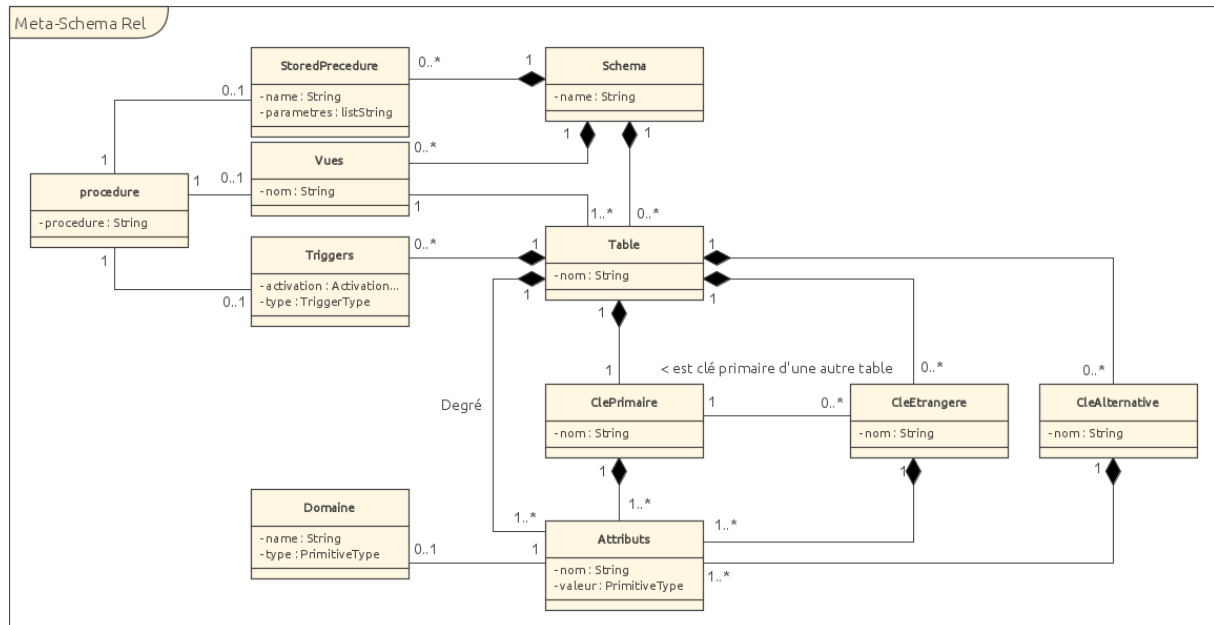 Meta-Schema Rel
StoredPrecedure
-name : String
-parametres : listString
0..*
1
Schema
-name : String
1
1
0..1
1
Vues
-nom : String
0..*
1
0..1
1
1..*
0..*
procedure
-procedure : String
1
0..1
Triggers
-activation : Activation...
-type : TriggerType
0..*
1
Table
-nom : String
1
1
1
1
Degré
1
< est clé primaire d'une autre table
0..*
0..*
ClePrimaire
-nom : String
1
0..*
CleEtrangere
-nom : String
CleAlternative
-nom : String
1
1
1
Domaine
-name : String
-type : PrimitiveType
0..1
1
1..*
1..*
1..*
1..*
Attributs
-nom : String
-valeur : PrimitiveType